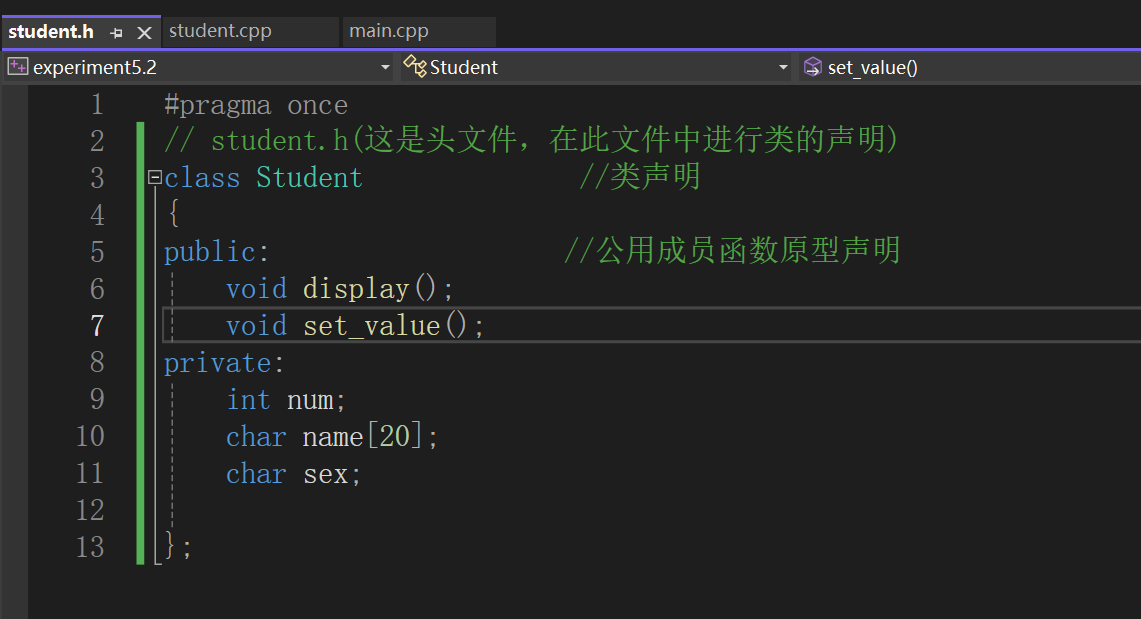 student.h student.cpp main.cpp
experiment5.2 Student set_value()
1 #pragma once
2 // student.h(这是头文件，在此文件中进行类的声明)
3 class Student //类声明
4 {
5 public: //公用成员函数原型声明
6 void display();
7 void set_value();
8 private:
9 int num;
10 char name[20];
11 char sex;
12
13 };